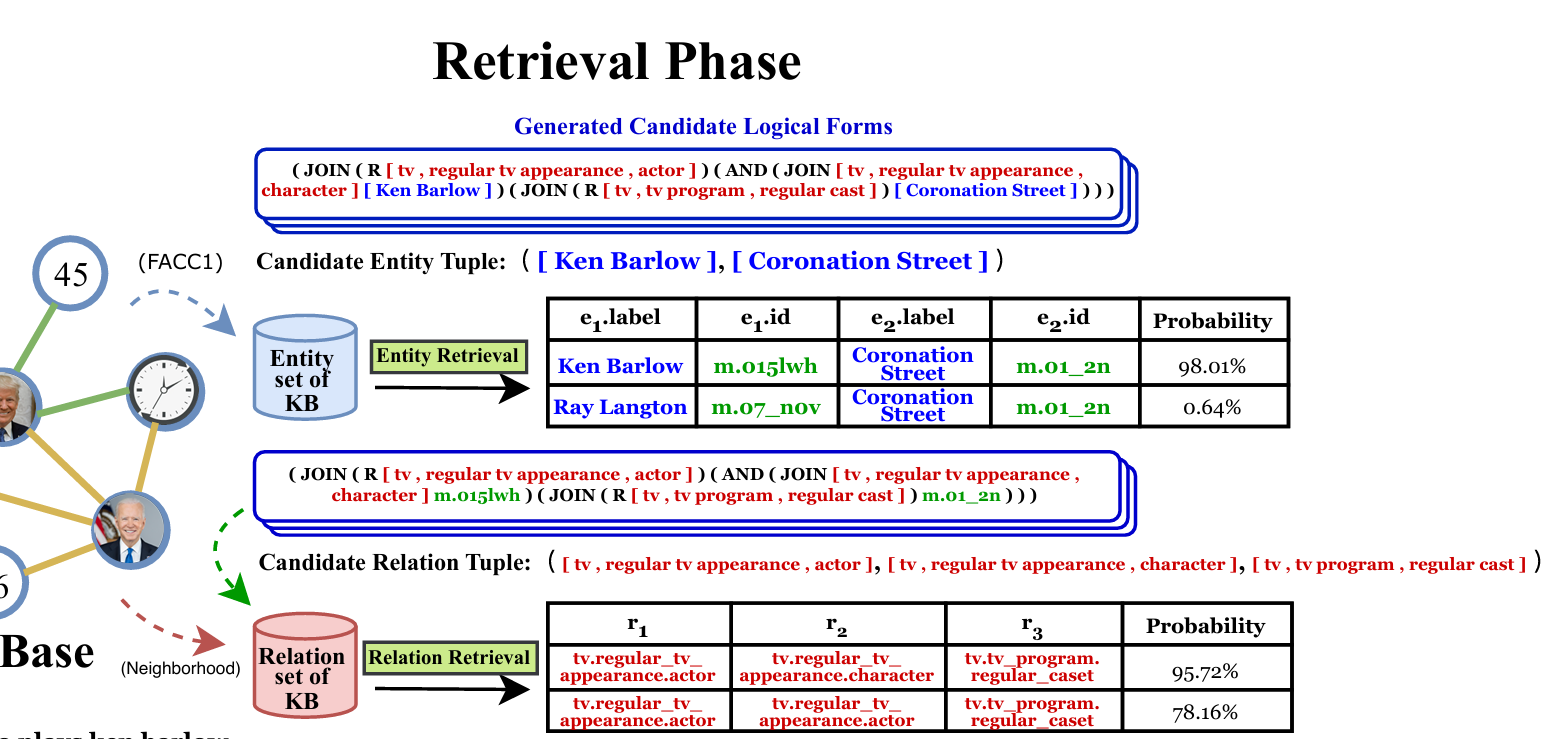 Retrieval Phase
Generated Candidate Logical Forms
( JOIN ( R [ tv , regular tv appearance , actor ] ) ( AND ( JOIN [ tv , regular tv appearance ,
character ] [ Ken Barlow ] ) ( JOIN ( R [ tv , tv program , regular cast ] ) [ Coronation Street ] ) ) )
45
(FACC1)
Candidate Entity Tuple: ( [ Ken Barlow ], [ Coronation Street ] )
Entity
set of
KB
Entity Retrieval
e1.label e1.id e2.label e2.id Probability
Ken Barlow m.015lwh Coronation Street m.01_2n 98.01%
Ray Langton m.07_n0v Coronation Street m.01_2n 0.64%
( JOIN ( R [ tv , regular tv appearance , actor ] ) ( AND ( JOIN [ tv , regular tv appearance ,
character ] m.015lwh ) ( JOIN ( R [ tv , tv program , regular cast ] ) m.01_2n ) ) )
Candidate Relation Tuple: ( [ tv , regular tv appearance , actor ], [ tv , regular tv appearance , character ], [ tv , tv program , regular cast ] )
6
Base
(Neighborhood)
Relation
set of
KB
Relation Retrieval
r1 r2 r3 Probability
tv.regular_tv_appearance.actor tv.regular_tv_appearance.character tv.tv_program.regular_caset 95.72%
tv.regular_tv_appearance.actor tv.regular_tv_appearance.actor tv.tv_program.regular_caset 78.16%